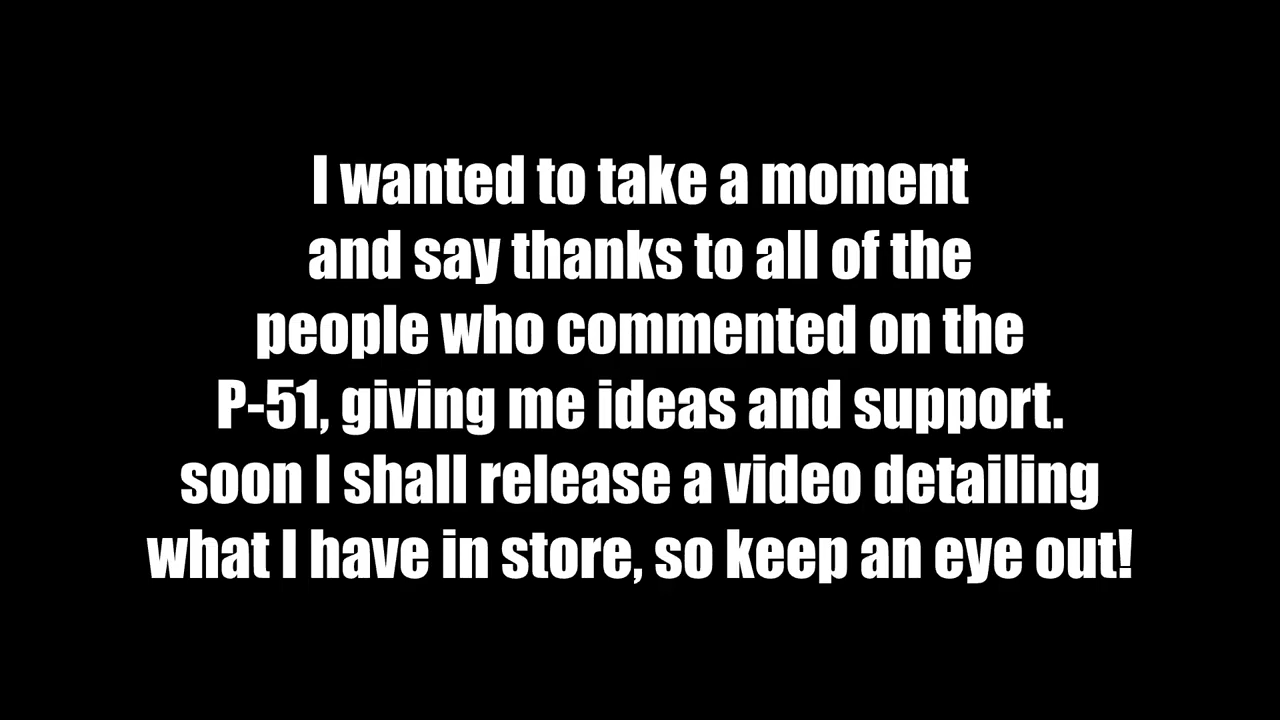 I wanted to take a moment
and say thanks to all of the
people who commented on the
P-51, giving me ideas and support.
soon I shall release a video detailing
what I have in store, so keep an eye out!